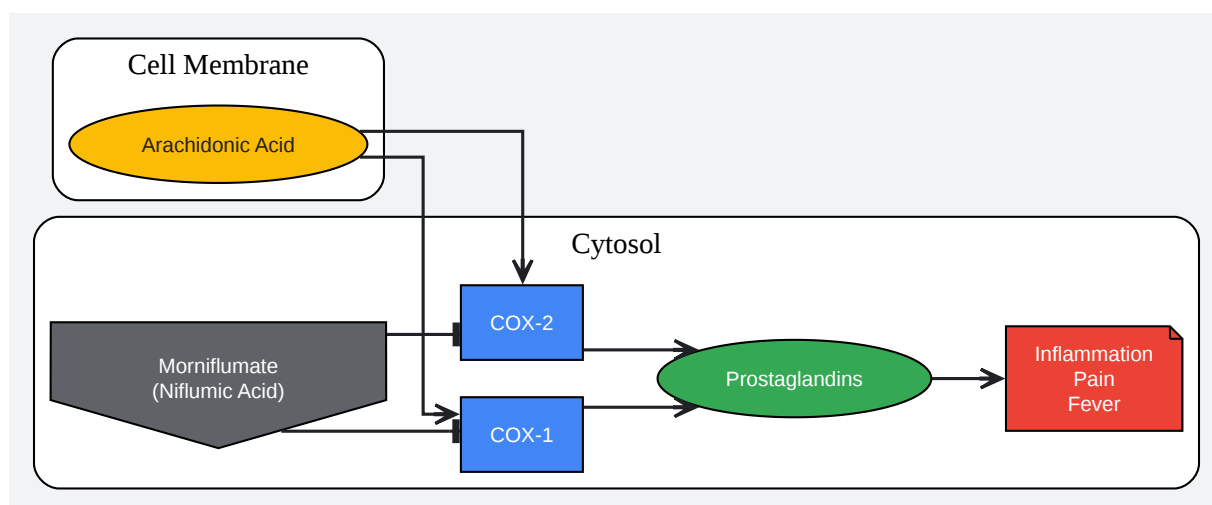 Cell Membrane
Arachidonic Acid
Cytosol
COX-2
Morniflumate
(Niflumic Acid)
COX-1
Prostaglandins
Inflammation
Pain
Fever